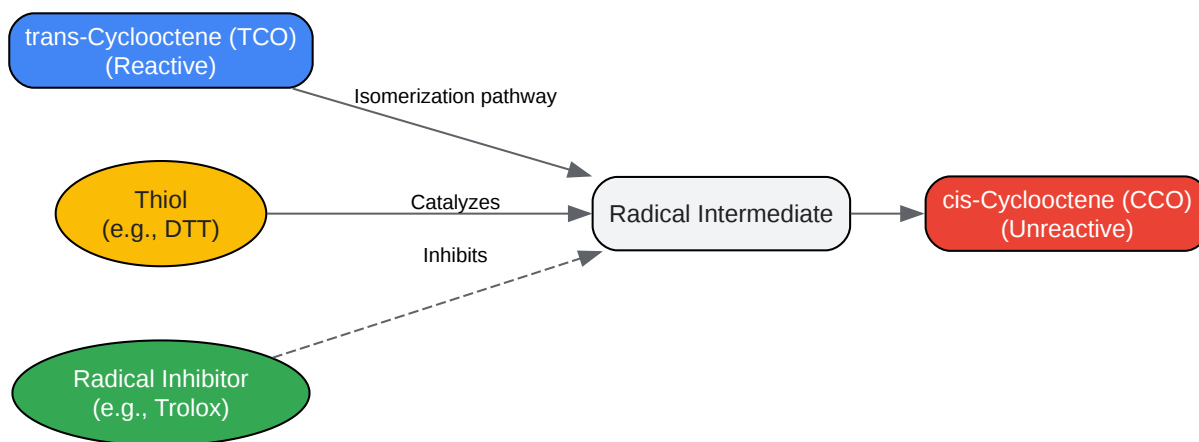 trans-Cyclooctene (TCO)
(Reactive)
Isomerization pathway
Thiol
(e.g., DTT)
Catalyzes
Radical Intermediate
cis-Cyclooctene (CCO)
(Unreactive)
Inhibits
Radical Inhibitor
(e.g., Trolox)